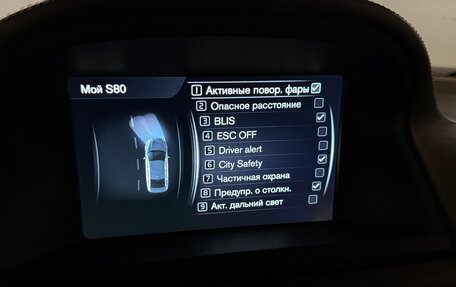 Мой S80
1 Активные повор. фары
2 Опасное расстояние
3 BLIS
4 ESC OFF
5 Driver alert
6 City Safety
7 Частичная охрана
8 Предупр. о столкн.
9 Акт. дальний свет